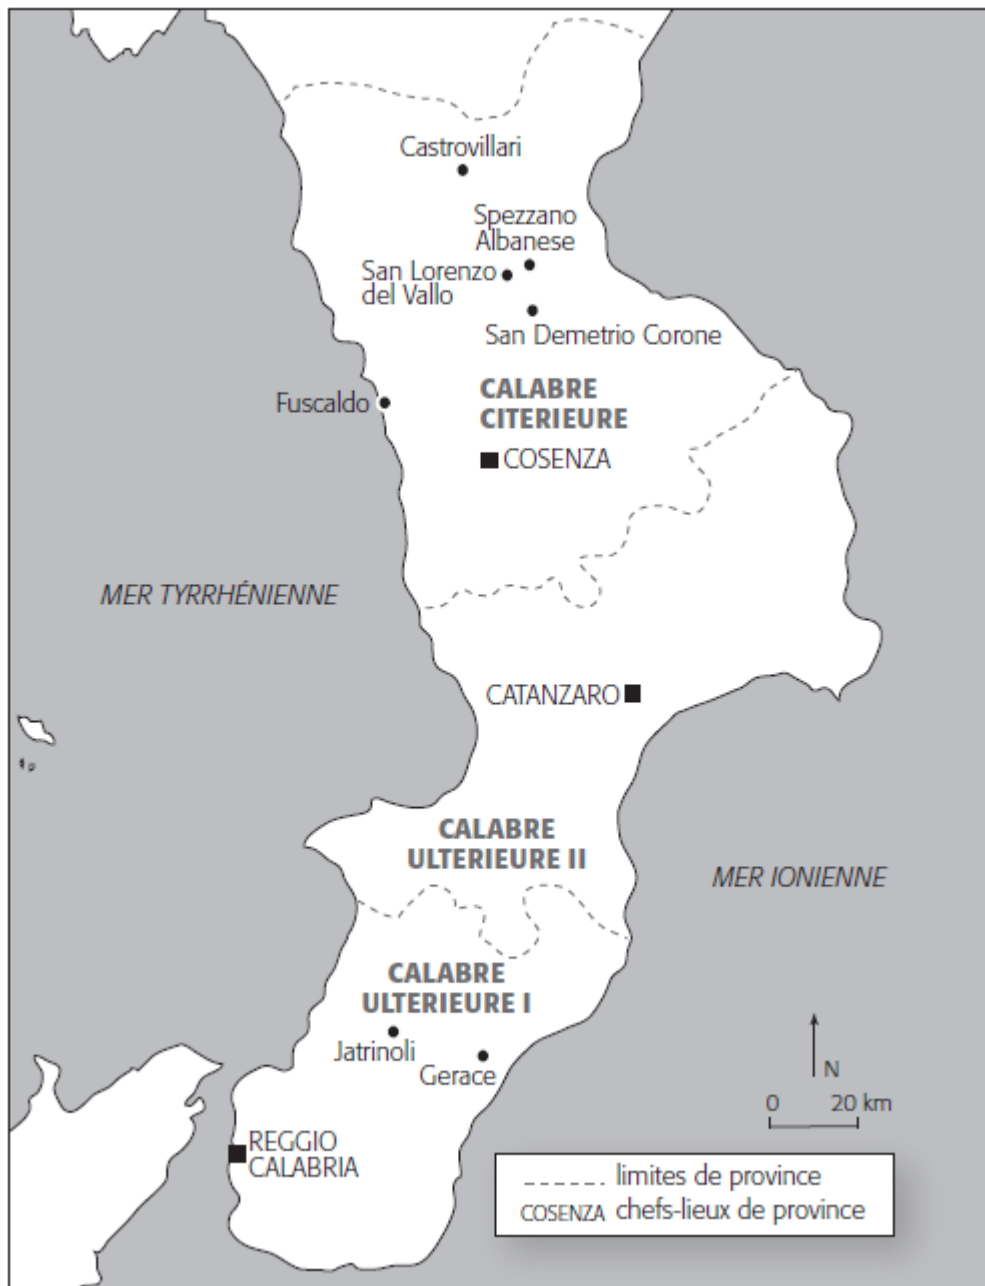 Castrovillari
Spezzano
Albanese
San Lorenzo
del Vallo
San Demetrio Corone
CALABRE
CITERIEURE
Fuscaldo
COSENZA
MER TYRRHÉNIENNE
CATANZARO
CALABRE
ULTERIEURE II
MER IONIENNE
CALABRE
ULTERIEURE I
Jatrinoli
Gerace
N
0 20 km
REGGIO
CALABRIA
limites de province
COSENZA chefs-lieux de province